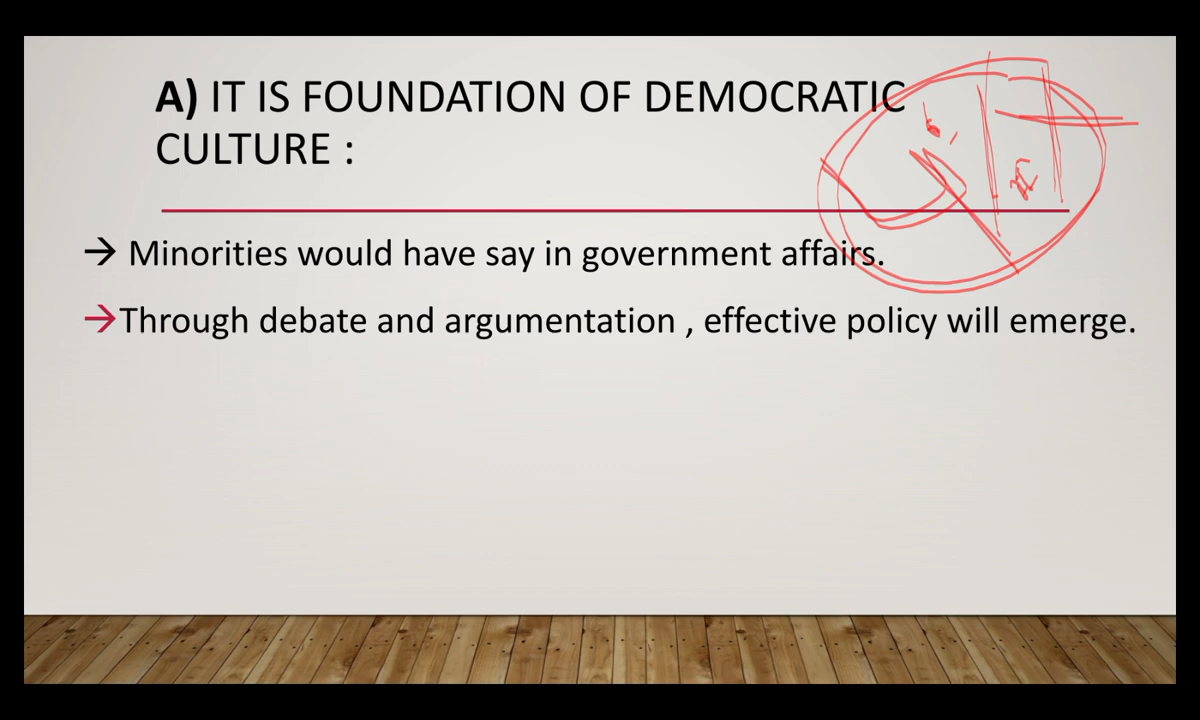 A) IT IS FOUNDATION OF DEMOCRATIC
CULTURE :
→ Minorities would have say in government affairs.
→Through debate and argumentation , effective policy will emerge.